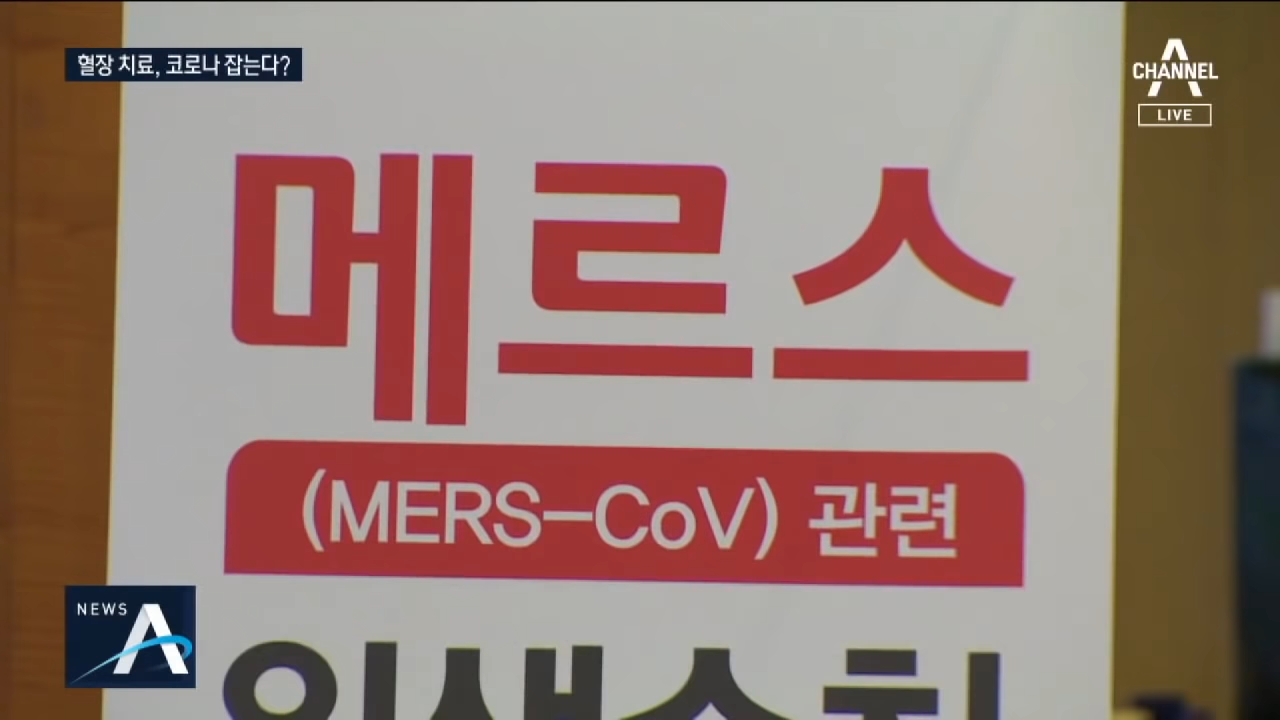 혈장 치료, 코로나 잡는다?
CHANNEL A
LIVE
메르스
(MERS-CoV) 관련
NEWS A